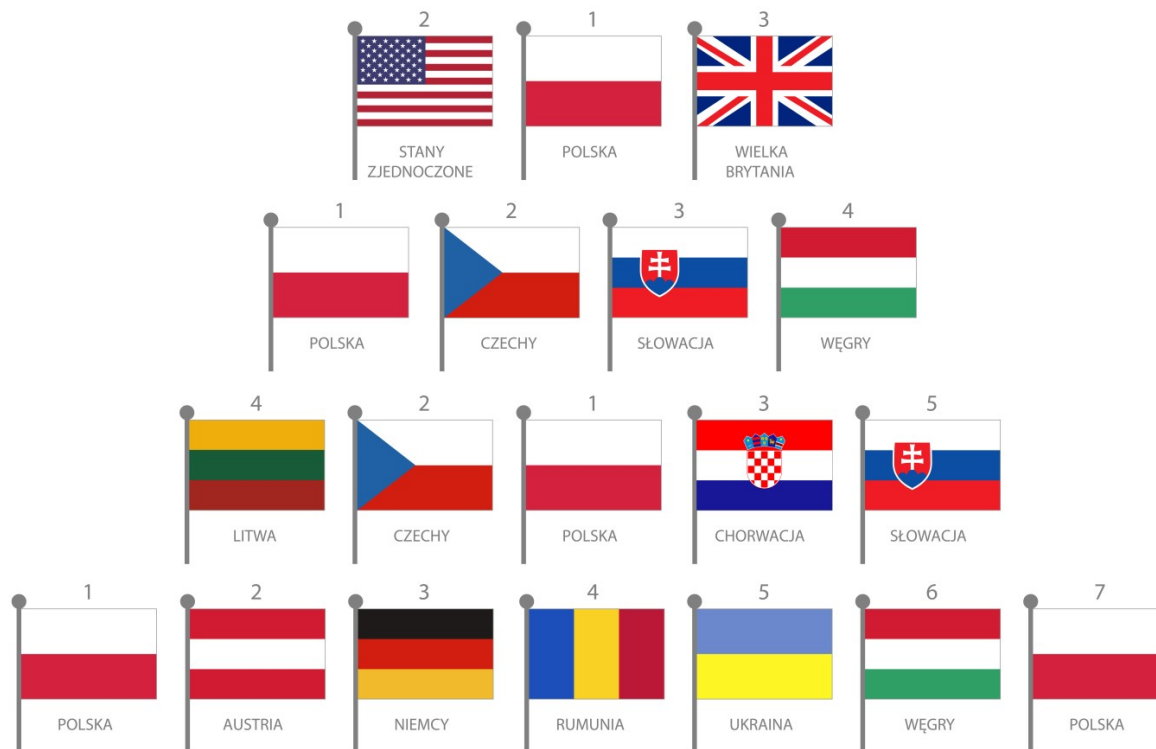 2 1 3
STANY
ZJEDNOCZONE
POLSKA
WIELKA
BRYTANIA
1 2 3 4
POLSKA CZECHY SŁOWACJA WĘGRY
4 2 1 3 5
LITWA CZECHY POLSKA CHORWACJA SŁOWACJA
1 2 3 4 5 6 7
POLSKA AUSTRIA NIEMCY RUMUNIA UKRAINA WĘGRY POLSKA